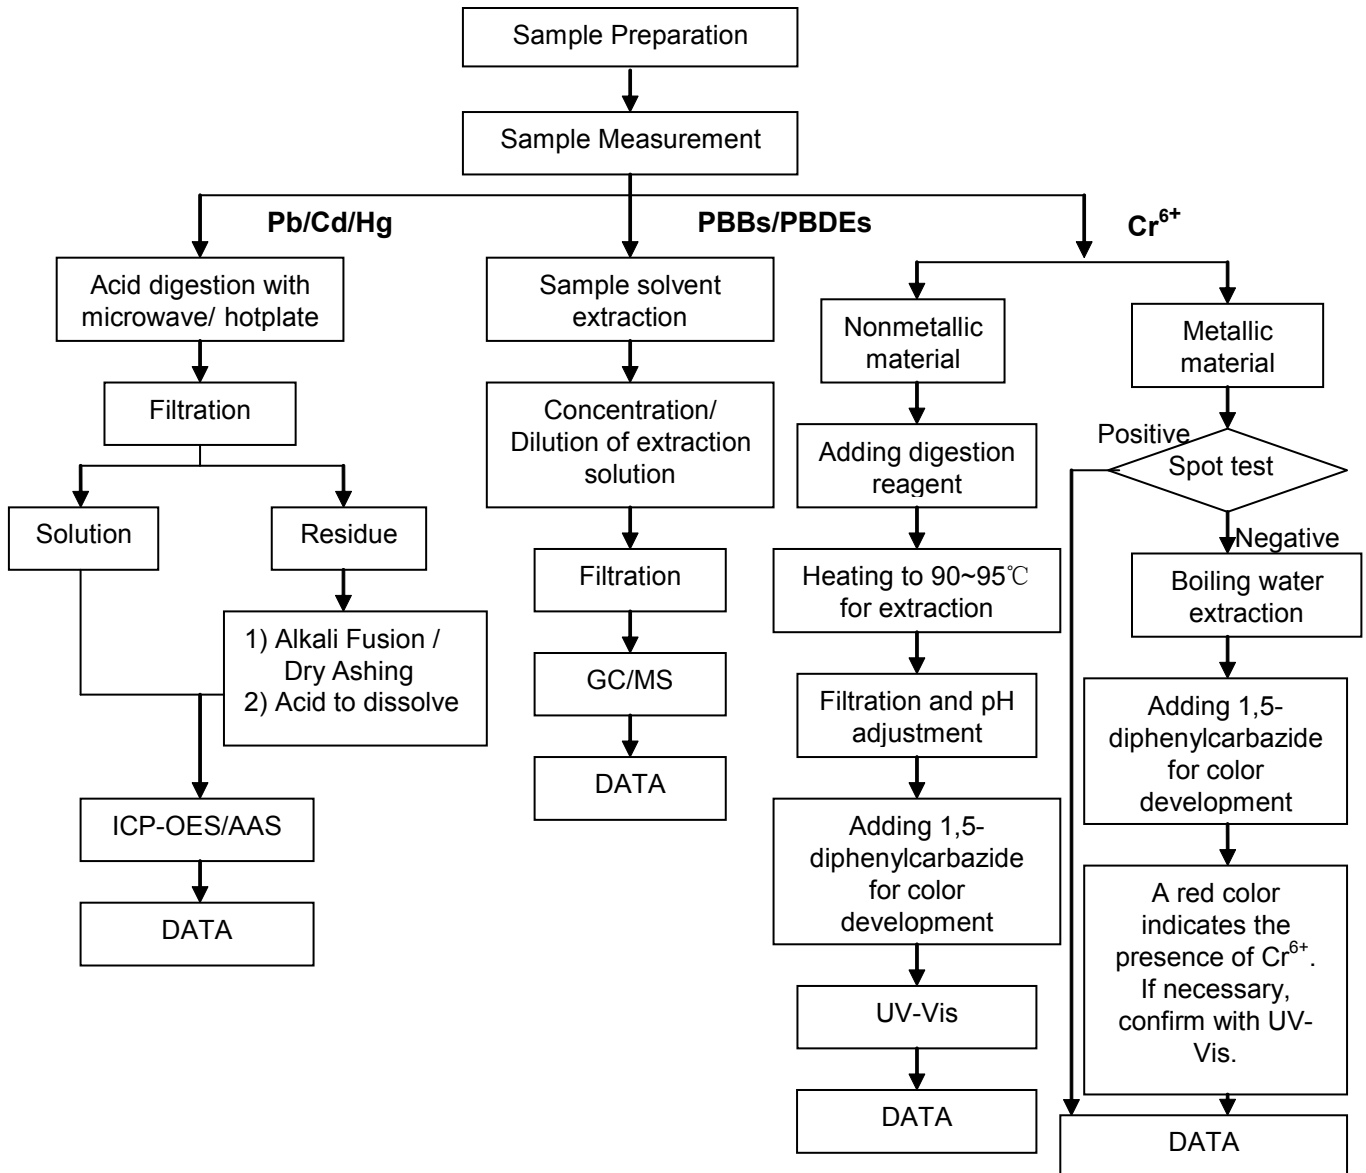 Sample Preparation
Sample Measurement
Pb/Cd/Hg
PBBs/PBDEs
Cr⁶⁺
Acid digestion with
microwave/ hotplate
Filtration
Solution
Residue
1) Alkali Fusion /
Dry Ashing
2) Acid to dissolve
ICP-OES/AAS
DATA
Sample solvent
extraction
Concentration/
Dilution of extraction
solution
Filtration
GC/MS
DATA
Nonmetallic
material
Adding digestion
reagent
Heating to 90~95℃
for extraction
Filtration and pH
adjustment
Adding 1,5-
diphenylcarbazide
for color
development
UV-Vis
DATA
Metallic
material
Positive
Spot test
Negative
Boiling water
extraction
Adding 1,5-
diphenylcarbazide
for color
development
A red color
indicates the
presence of Cr⁶⁺.
If necessary,
confirm with UV-
Vis.
DATA